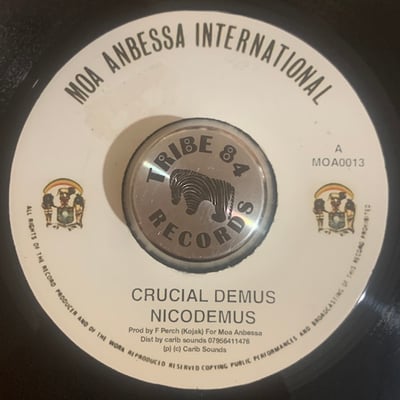 MOA ANBESSA INTERNATIONAL
TRIBE 84
RECORDS
A
MOA0013
CRUCIAL DEMUS
NICODEMUS
Prod by F Perch (Kojak) For Moa Anbessa
Dist by carib sounds 07956411476
(p) (c) Carib Sounds
ALL RIGHTS OF THE RECORD PRODUCER AND OF THE WORK REPRODUCED RESERVED COPYING PUBLIC PERFORMANCES AND BROADCASTING OF THIS RECORD PROHIBITED